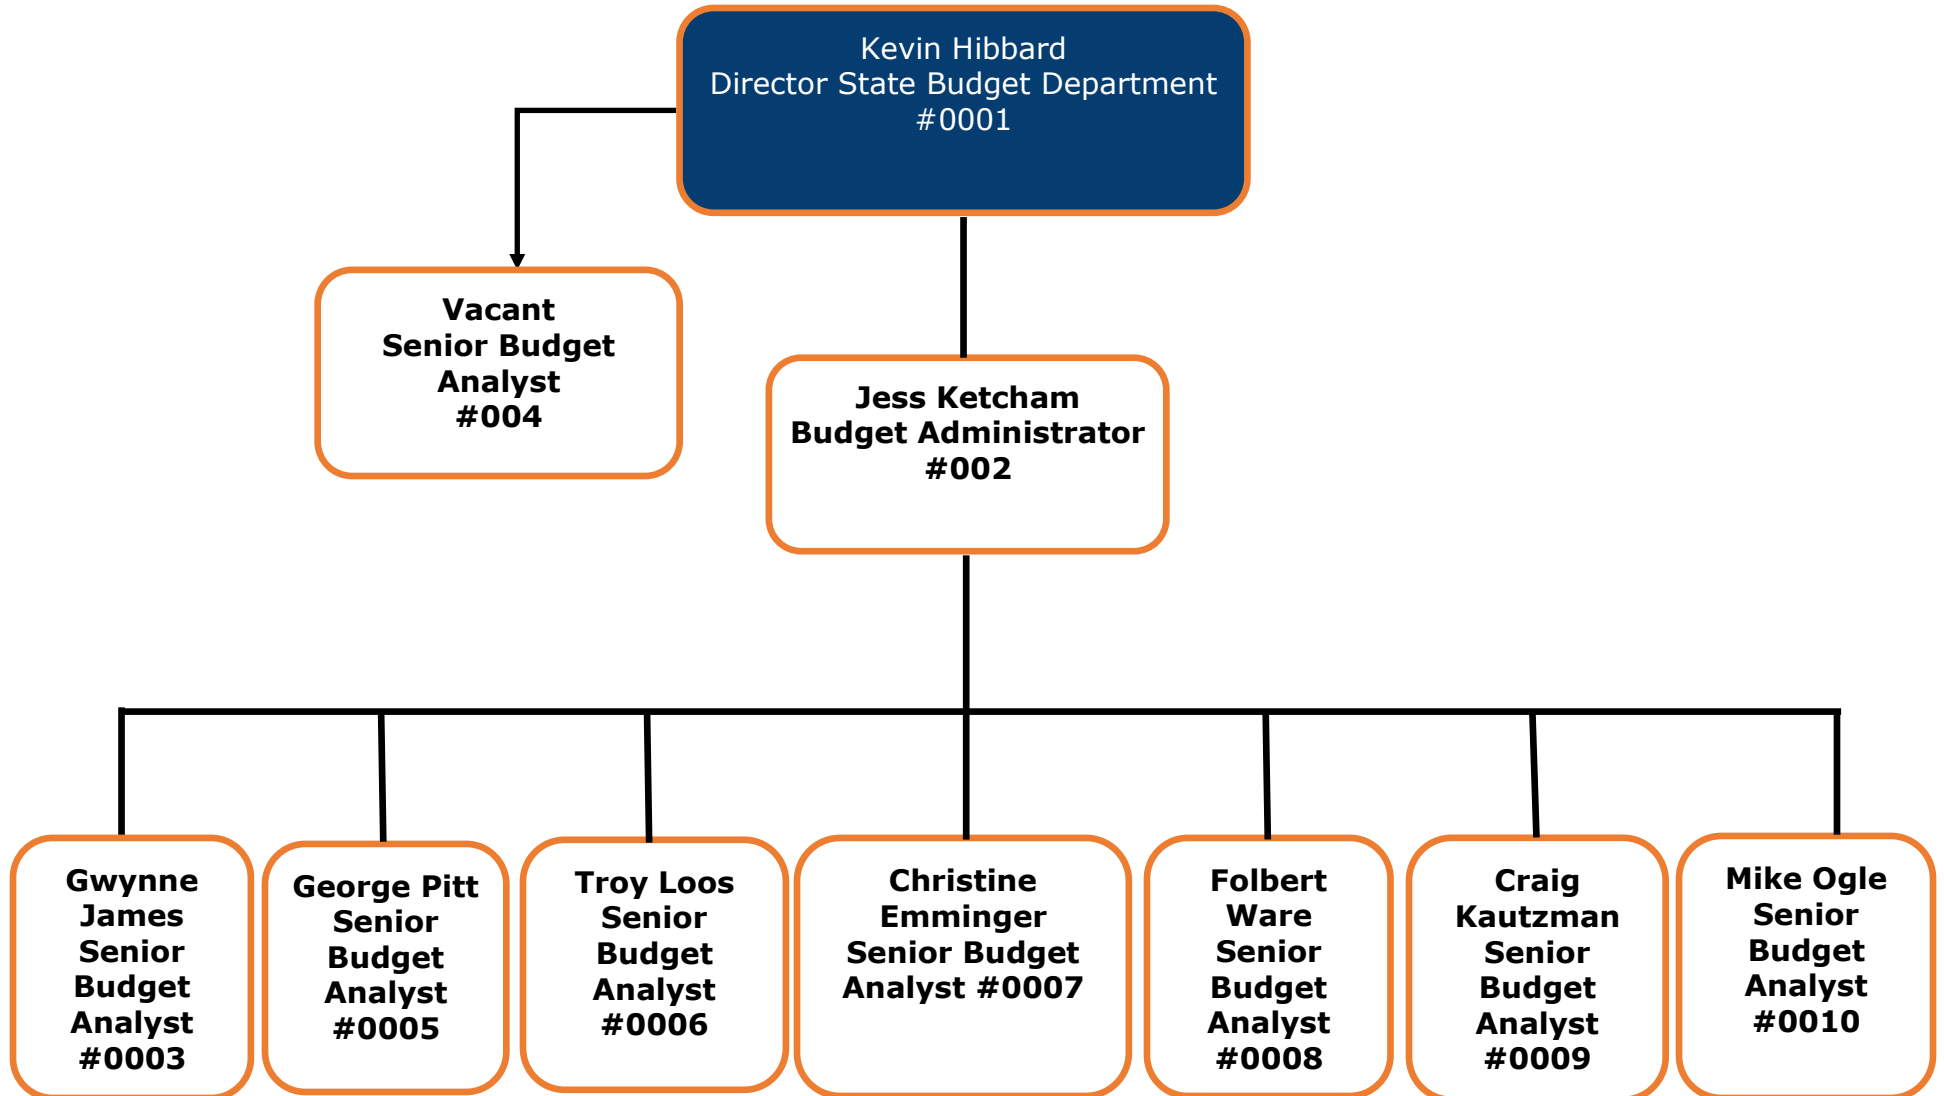 Kevin Hibbard
Director State Budget Department
#0001
Vacant
Senior Budget
Analyst
#004
Jess Ketcham
Budget Administrator
#002
Gwynne
James
Senior
Budget
Analyst
#0003
George Pitt
Senior
Budget
Analyst
#0005
Troy Loos
Senior
Budget
Analyst
#0006
Christine
Emminger
Senior Budget
Analyst #0007
Folbert
Ware
Senior
Budget
Analyst
#0008
Craig
Kautzman
Senior
Budget
Analyst
#0009
Mike Ogle
Senior
Budget
Analyst
#0010